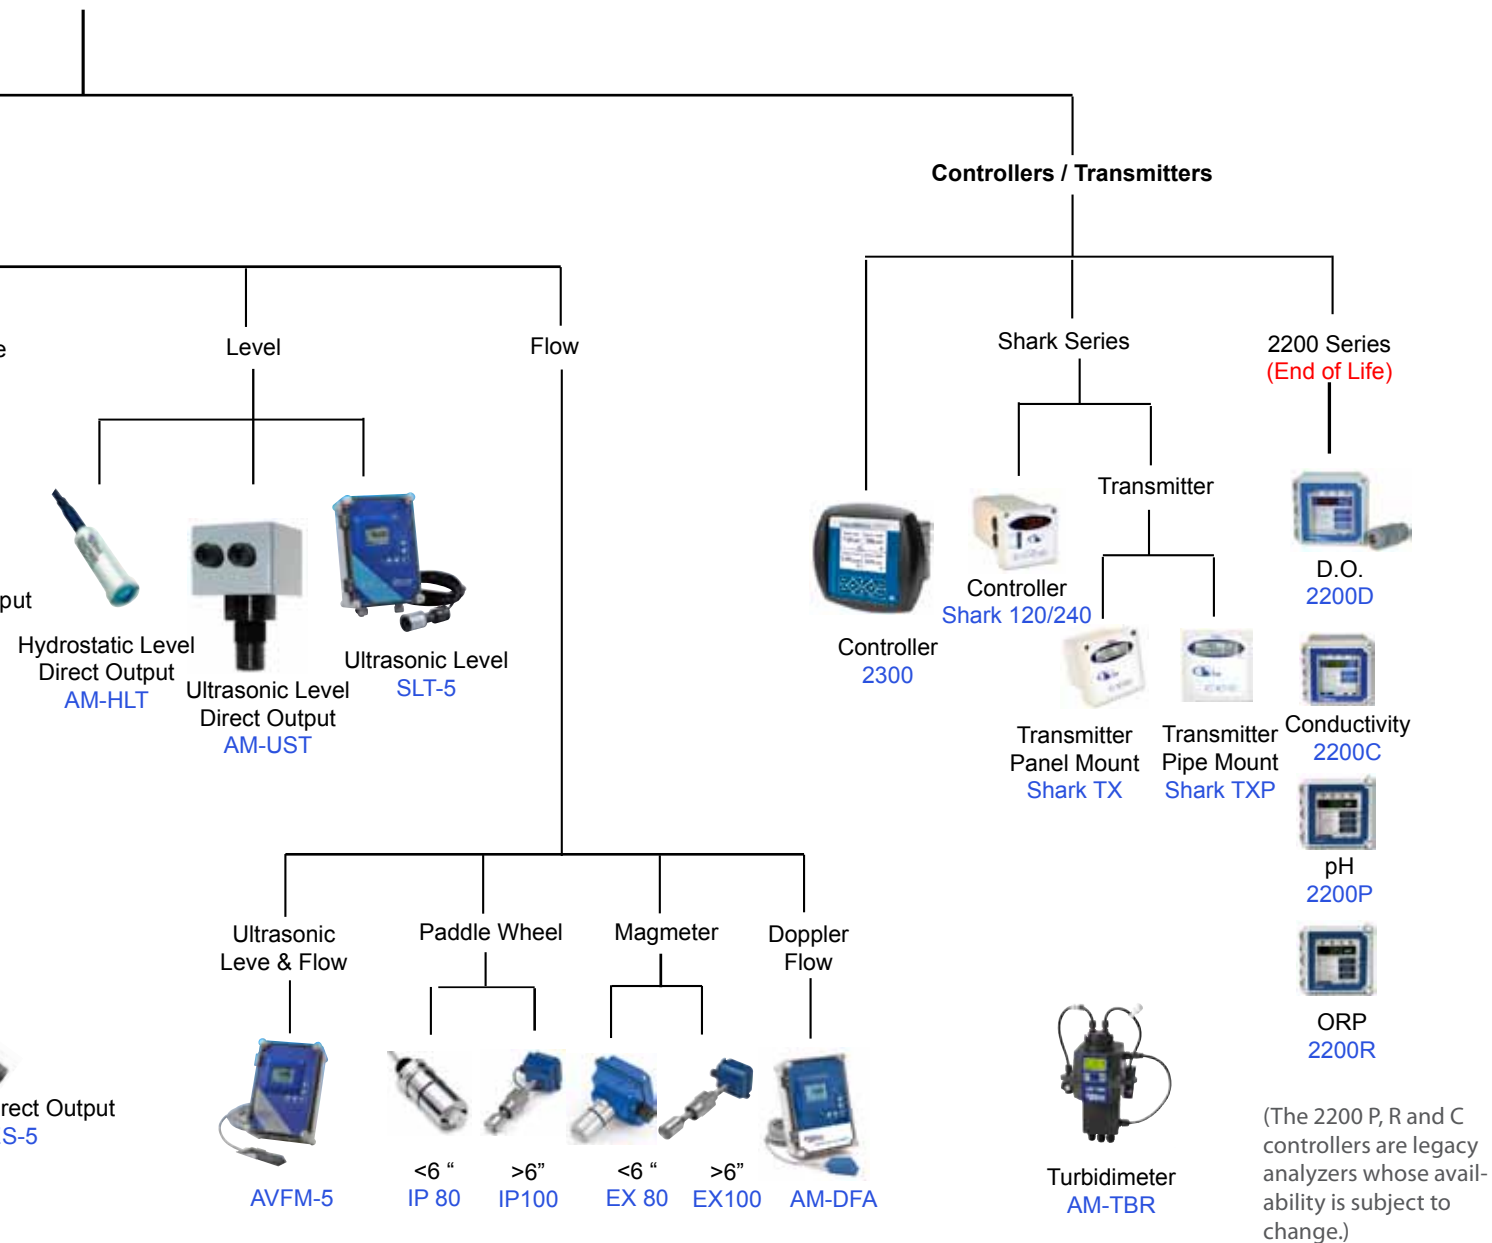 Controllers / Transmitters
e
Level
Flow
Shark Series
2200 Series
(End of Life)
Transmitter
put
Hydrostatic Level
Direct Output
AM-HLT
Ultrasonic Level
Direct Output
AM-UST
Ultrasonic Level
SLT-5
Controller
2300
Controller
Shark 120/240
Transmitter
Panel Mount
Shark TX
Transmitter
Pipe Mount
Shark TXP
D.O.
2200D
Conductivity
2200C
pH
2200P
ORP
2200R
Ultrasonic
Leve & Flow
Paddle Wheel
Magmeter
Doppler
Flow
rect Output
S-5
AVFM-5
<6 “
IP 80
>6”
IP100
<6 “
EX 80
>6”
EX100
AM-DFA
Turbidimeter
AM-TBR
(The 2200 P, R and C
controllers are legacy
analyzers whose avail-
ability is subject to
change.)